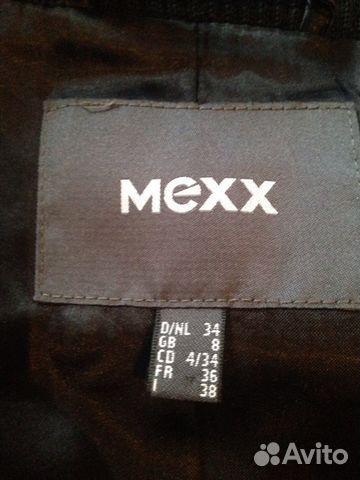 Mexx
D/NL 34
GB 8
CD 4/34
FR 36
I 38
Avito